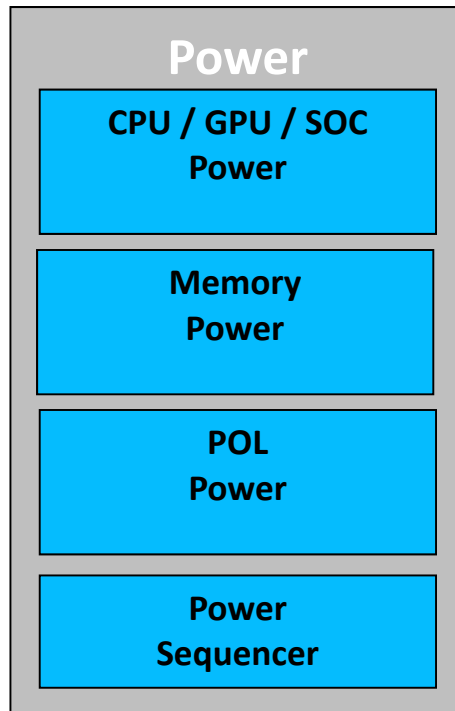 Power
CPU / GPU / SOC
Power
Memory
Power
POL
Power
Power
Sequencer